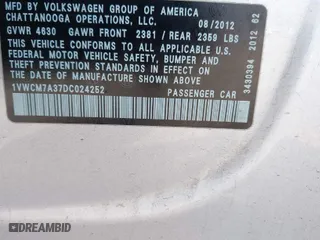 MFD BY VOLKSWAGEN GROUP OF AMERICA
CHATTANOOGA OPERATIONS, LLC. 08/2012
GVWR 4630 GAWR FRONT 2381 / REAR 2359 LBS
THIS VEHICLE CONFORMS TO ALL APPLICABLE U.S.
FEDERAL MOTOR VEHICLE SAFETY, BUMPER AND
THEFT PREVENTION STANDARDS IN EFFECT ON
THE DATE OF MANUFACTURE SHOWN ABOVE
1VWCM7A37DC024252 PASSENGER CAR
3430394 2012 82
DREAMBID